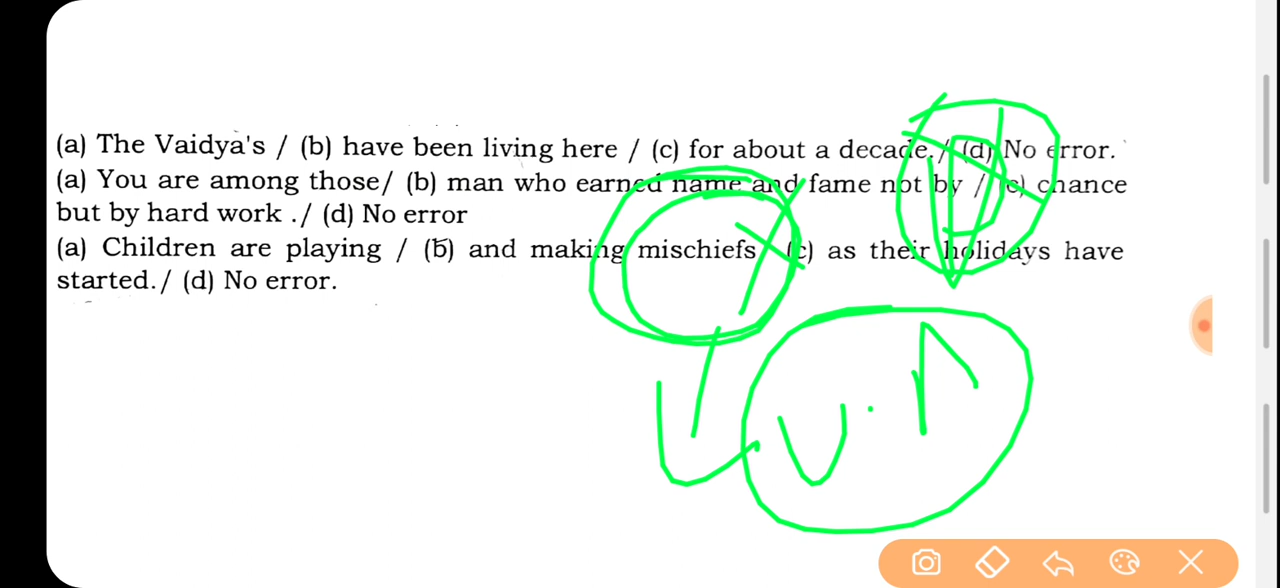 (a) The Vaidya's / (b) have been living here / (c) for about a decade./ (d) No error.
(a) You are among those/ (b) man who earned name and fame not by / (c) chance
but by hard work ./ (d) No error
(a) Children are playing / (b) and making mischiefs / (c) as their holidays have
started./ (d) No error.